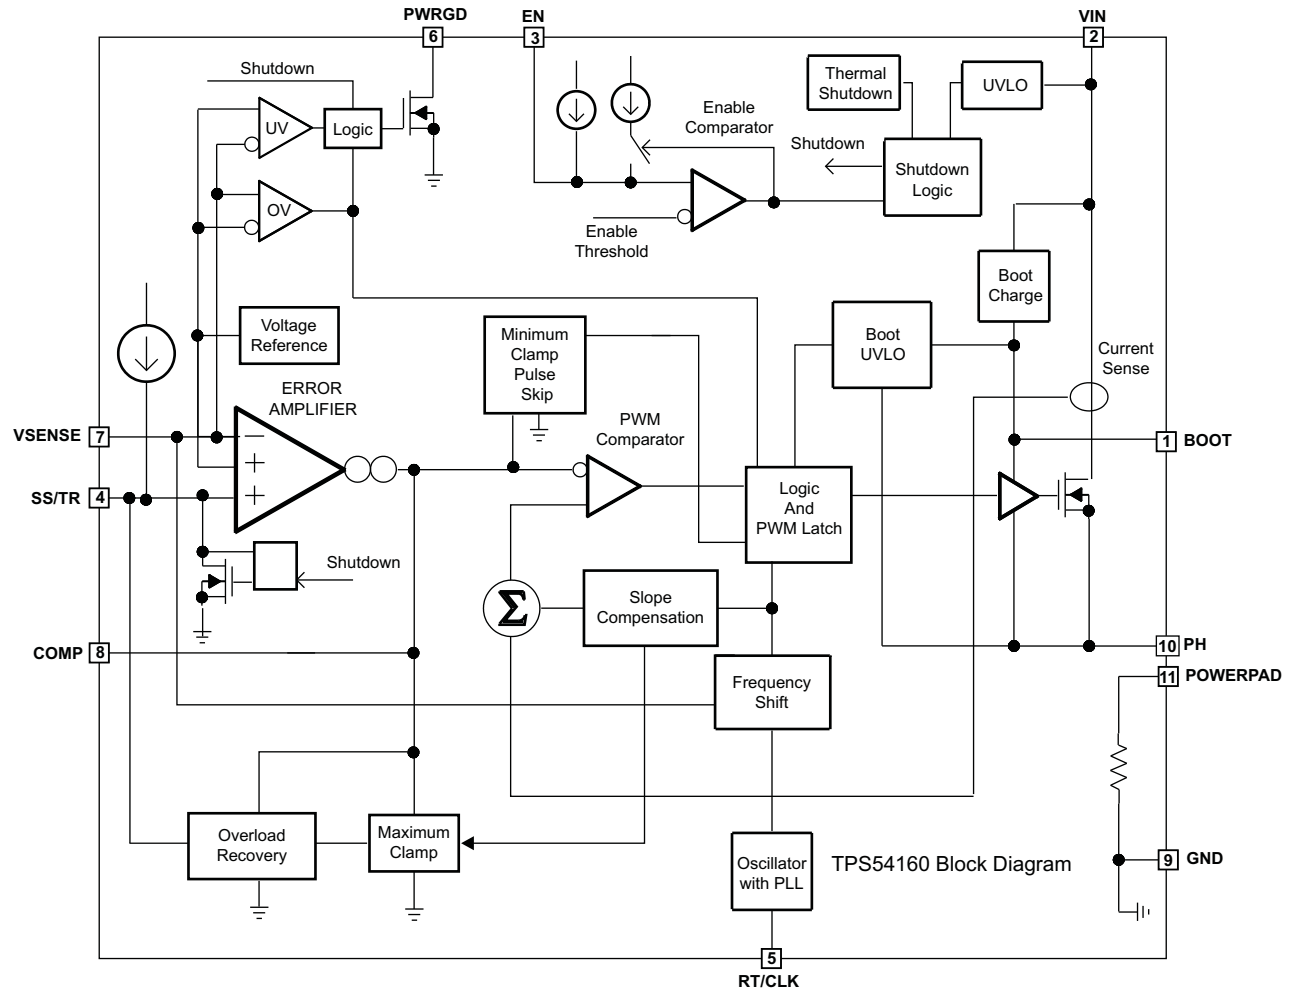 PWRGD
6
EN
3
VIN
2
Shutdown
UV
Logic
OV
Enable
Comparator
Enable
Threshold
Thermal
Shutdown
UVLO
Shutdown
Shutdown
Logic
Boot
Charge
Voltage
Reference
Minimum
Clamp
Pulse
Skip
Boot
UVLO
Current
Sense
ERROR
AMPLIFIER
PWM
Comparator
VSENSE 7
1 BOOT
−
+
+
SS/TR 4
Logic
And
PWM Latch
Shutdown
Σ
Slope
Compensation
COMP 8
10 PH
11 POWERPAD
Frequency
Shift
Overload
Recovery
Maximum
Clamp
Oscillator
with PLL
TPS54160 Block Diagram
9 GND
5
RT/CLK